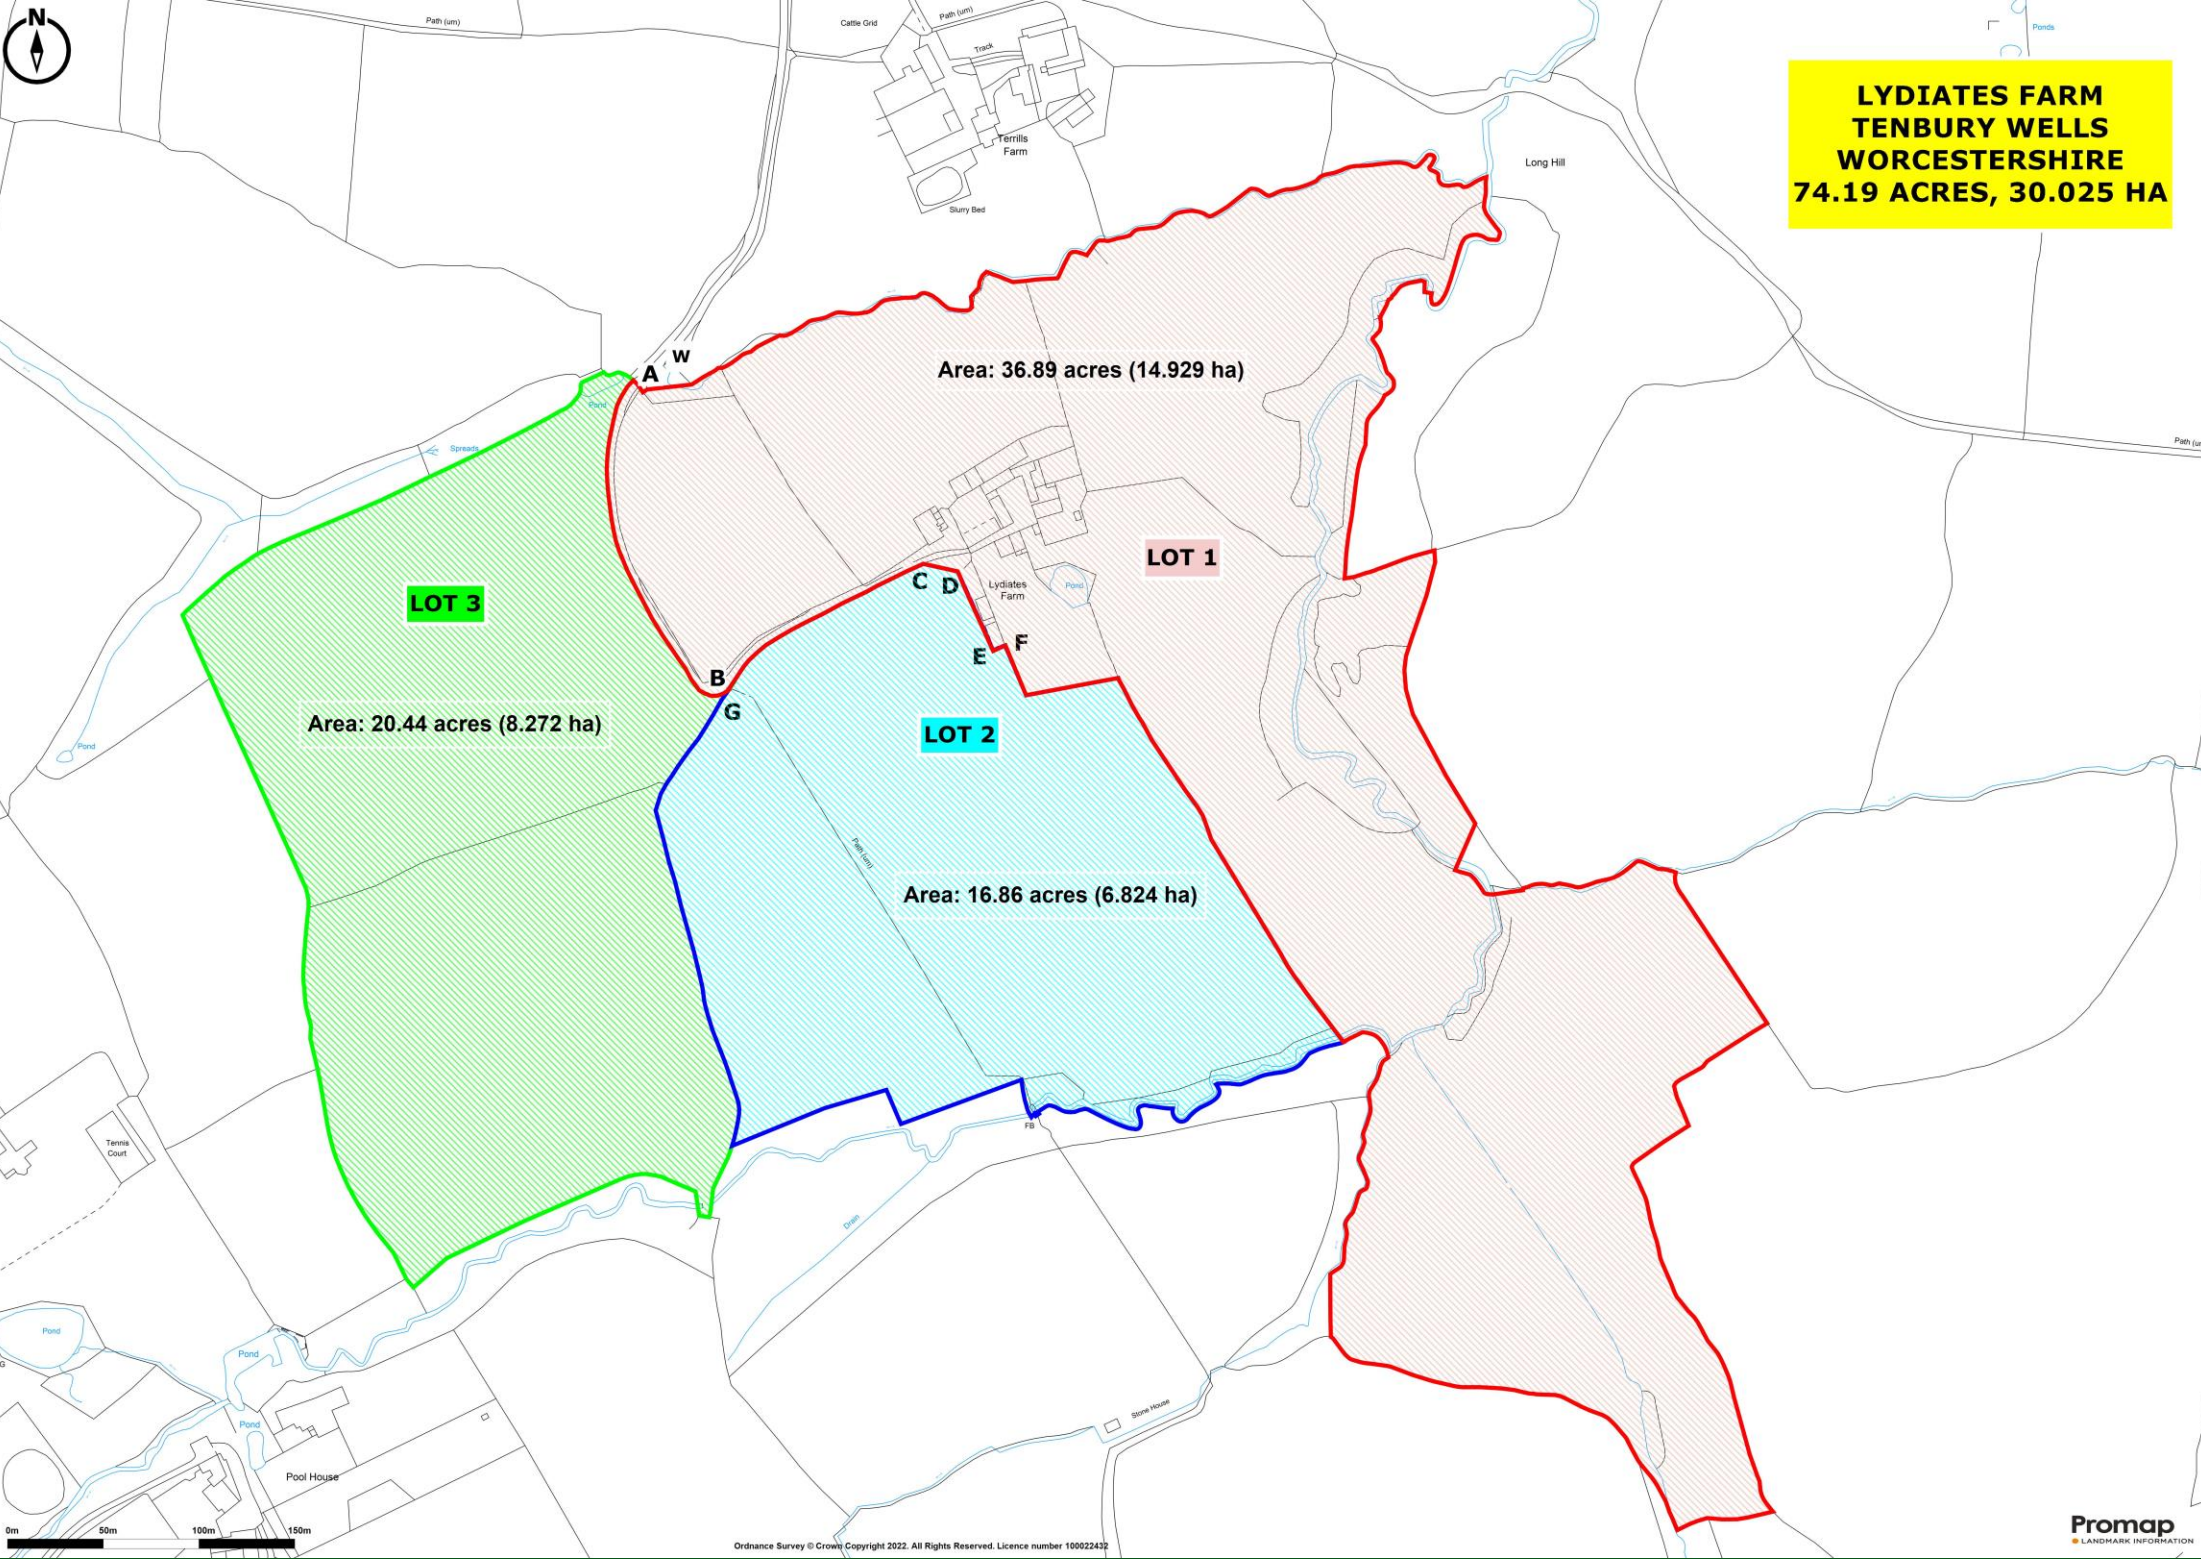 N
Path (um)
Cattle Grid
Path (um)
Track
Ponds
LYDIATES FARM
TENBURY WELLS
WORCESTERSHIRE
74.19 ACRES, 30.025 HA
Terrills
Farm
Long Hill
Slurry Bed
W
A
Area: 36.89 acres (14.929 ha)
Pond
Spreads
LOT 1
C
D
Lydiates
Farm
Pond
LOT 3
E
F
B
G
Area: 20.44 acres (8.272 ha)
LOT 2
Pond
Path (um)
Area: 16.86 acres (6.824 ha)
FB
Tennis
Court
Drain
Pond
Pond
Stone House
Pond
Pool House
0m
50m
100m
150m
Ordnance Survey © Crown Copyright 2022. All Rights Reserved. Licence number 100022432
Promap
LANDMARK INFORMATION